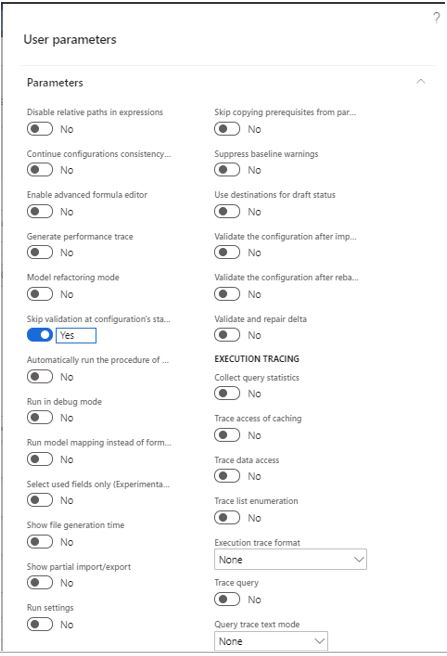 ?
User parameters
Parameters
Disable relative paths in expressions
No
Continue configurations consistency...
No
Enable advanced formula editor
No
Generate performance trace
No
Model refactoring mode
No
Skip validation at configuration's sta...
Yes
Automatically run the procedure of ...
No
Run in debug mode
No
Run model mapping instead of form...
No
Select used fields only (Experimenta...
No
Show file generation time
No
Show partial import/export
No
Run settings
No
Skip copying prerequisites from par...
No
Suppress baseline warnings
No
Use destinations for draft status
No
Validate the configuration after imp...
No
Validate the configuration after reba...
No
Validate and repair delta
No
EXECUTION TRACING
Collect query statistics
No
Trace access of caching
No
Trace data access
No
Trace list enumeration
No
Execution trace format
None
Trace query
No
Query trace text mode
None